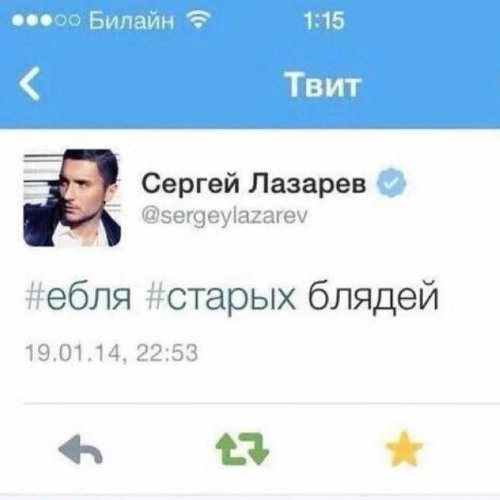 Билайн 1:15
Твит
Сергей Лазарев
@sergeylazarev
#ебля #старых блядей
19.01.14, 22:53